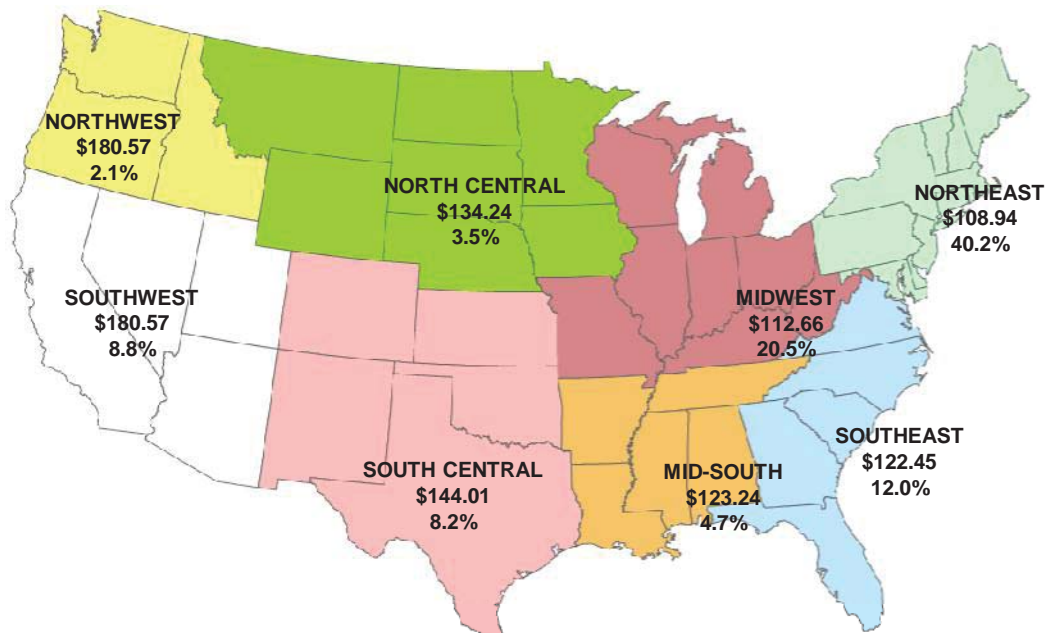 NORTHWEST
$180.57
2.1%
NORTH CENTRAL
$134.24
3.5%
NORTHEAST
$108.94
40.2%
SOUTHWEST
$180.57
8.8%
MIDWEST
$112.66
20.5%
SOUTH CENTRAL
$144.01
8.2%
MID-SOUTH
$123.24
4.7%
SOUTHEAST
$122.45
12.0%